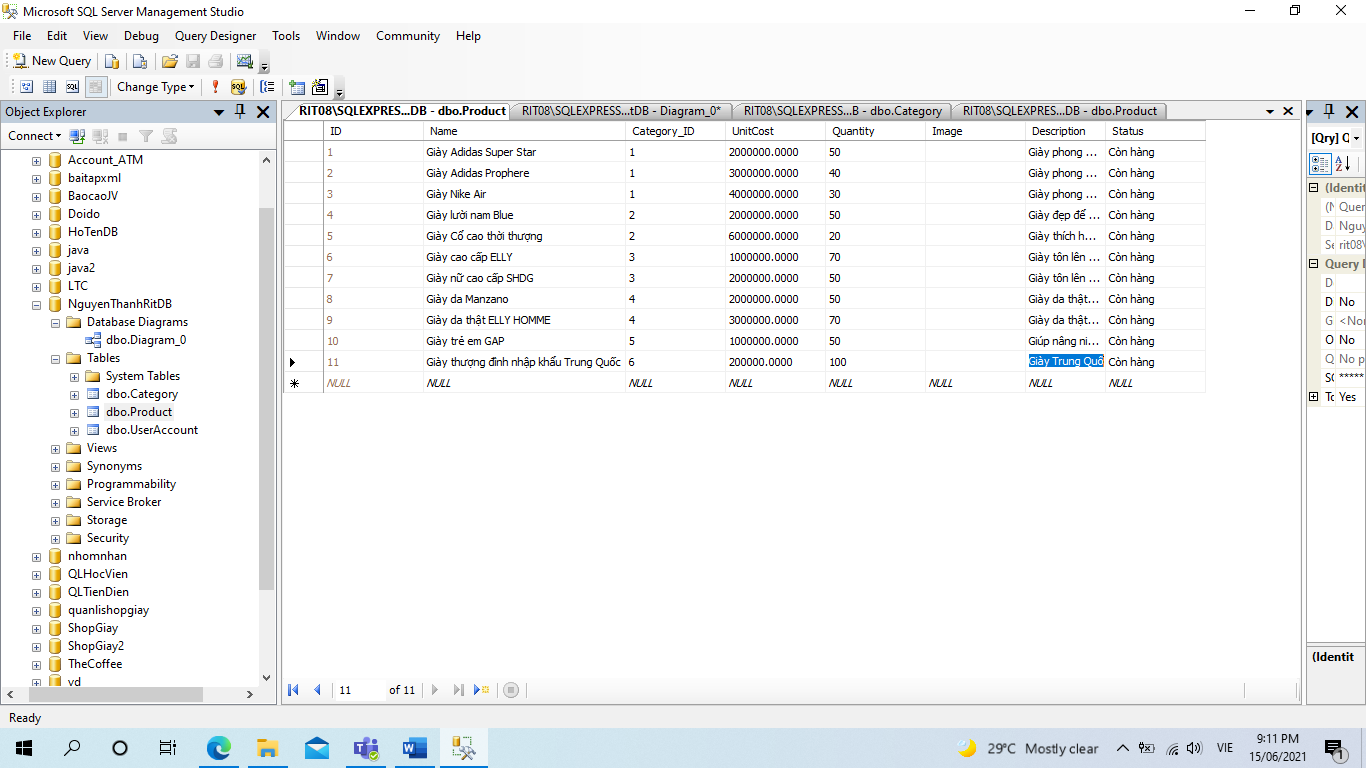 Microsoft SQL Server Management Studio
File Edit View Debug Query Designer Tools Window Community Help
New Query
Change Type
Object Explorer
Connect
Account_ATM
baitapxml
BaocaoJV
Doido
HoTenDB
java
java2
LTC
NguyenThanhRitDB
Database Diagrams
dbo.Diagram_0
Tables
System Tables
dbo.Category
dbo.Product
dbo.UserAccount
Views
Synonyms
Programmability
Service Broker
Storage
Security
nhomnhan
QLHocVien
QLTienDien
quanlishopgiay
ShopGiay
ShopGiay2
TheCoffee
vd
RIT08\SQLEXPRES...DB - dbo.Product RIT08\SQLEXPRESS...tDB - Diagram_0* RIT08\SQLEXPRESS...B - dbo.Category RIT08\SQLEXPRES...DB - dbo.Product
ID Name Category_ID UnitCost Quantity Image Description Status
1 Giày Adidas Super Star 1 2000000.0000 50 Giày phong ... Còn hàng
2 Giày Adidas Prophere 1 3000000.0000 40 Giày phong ... Còn hàng
3 Giày Nike Air 1 4000000.0000 30 Giày phong ... Còn hàng
4 Giày lười nam Blue 2 2000000.0000 50 Giày đẹp để ... Còn hàng
5 Giày Cổ cao thời thượng 2 6000000.0000 20 Giày thích h... Còn hàng
6 Giày cao cấp ELLY 3 1000000.0000 70 Giày tôn lên ... Còn hàng
7 Giày nữ cao cấp SHDG 3 2000000.0000 50 Giày tôn lên ... Còn hàng
8 Giày da Manzano 4 2000000.0000 50 Giày da thật... Còn hàng
9 Giày da thật ELLY HOMME 4 3000000.0000 70 Giày da thật... Còn hàng
10 Giày trẻ em GAP 5 1000000.0000 50 Giúp nâng ni... Còn hàng
11 Giày thượng đỉnh nhập khẩu Trung Quốc 6 200000.0000 100 Giày Trung Quố Còn hàng
NULL NULL NULL NULL NULL NULL NULL NULL
11 of 11
[Qry] Q
(Identit
(N Quer
D Nguy
Se rit08\
Query I
D
D No
G <Nor
O No
Q No p
SQ *****
To Yes
(Identit
Ready
29°C Mostly clear
VIE
9:11 PM
15/06/2021
1